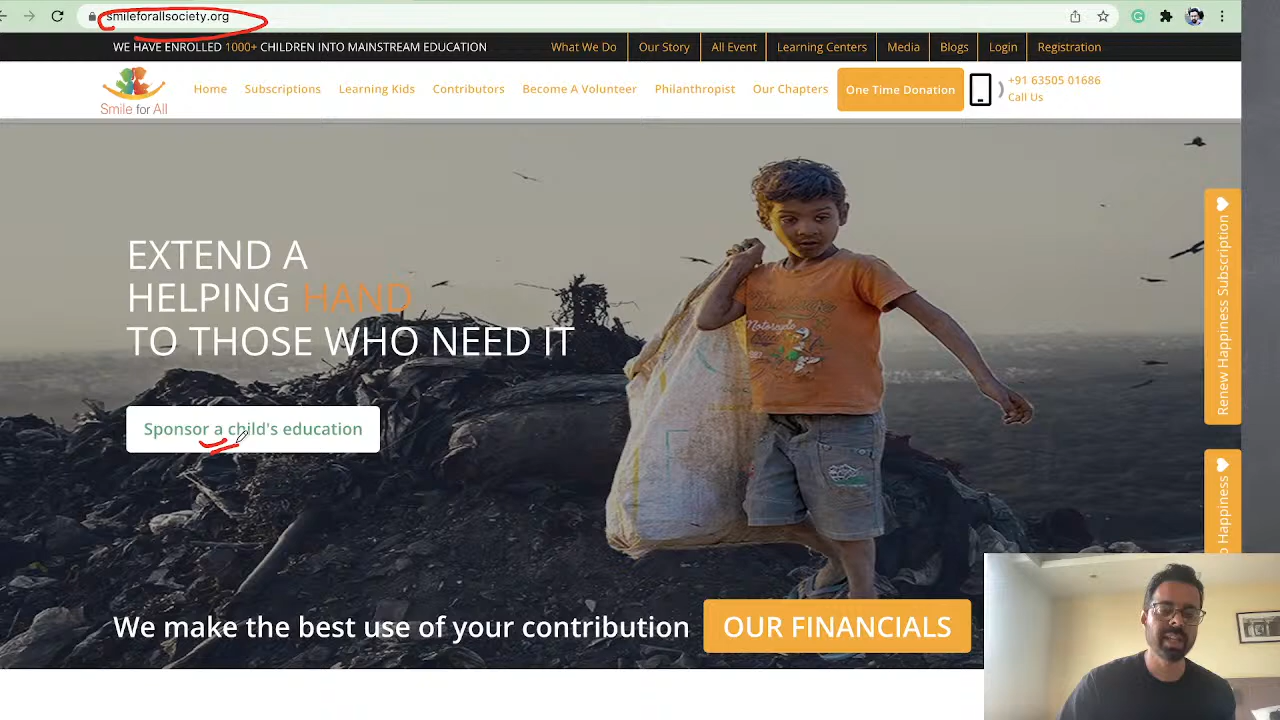 smileforallsociety.org
WE HAVE ENROLLED 1000+ CHILDREN INTO MAINSTREAM EDUCATION
What We Do
Our Story
All Event
Learning Centers
Media
Blogs
Login
Registration
Smile for All
Home
Subscriptions
Learning Kids
Contributors
Become A Volunteer
Philanthropist
Our Chapters
One Time Donation
+91 63505 01686
Call Us
EXTEND A
HELPING HAND
TO THOSE WHO NEED IT
Sponsor a child's education
Renew Happiness Subscription
Happiness
We make the best use of your contribution
OUR FINANCIALS